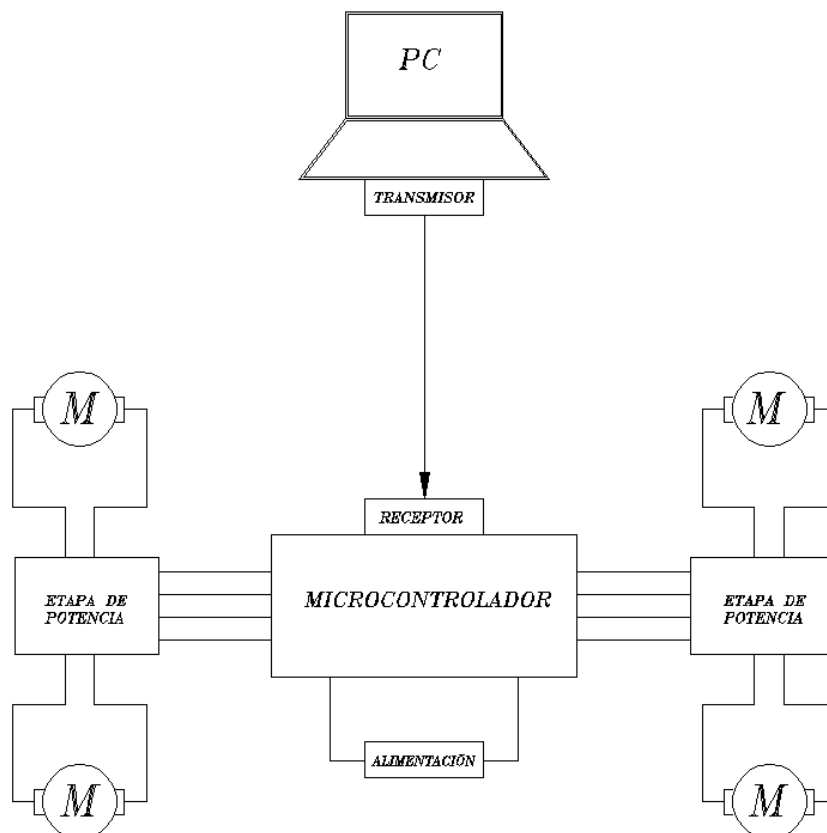 PC
TRANSMISOR
M
M
RECEPTOR
ETAPA DE
POTENCIA
MICROCONTROLADOR
ETAPA DE
POTENCIA
ALIMENTACIÓN
M
M